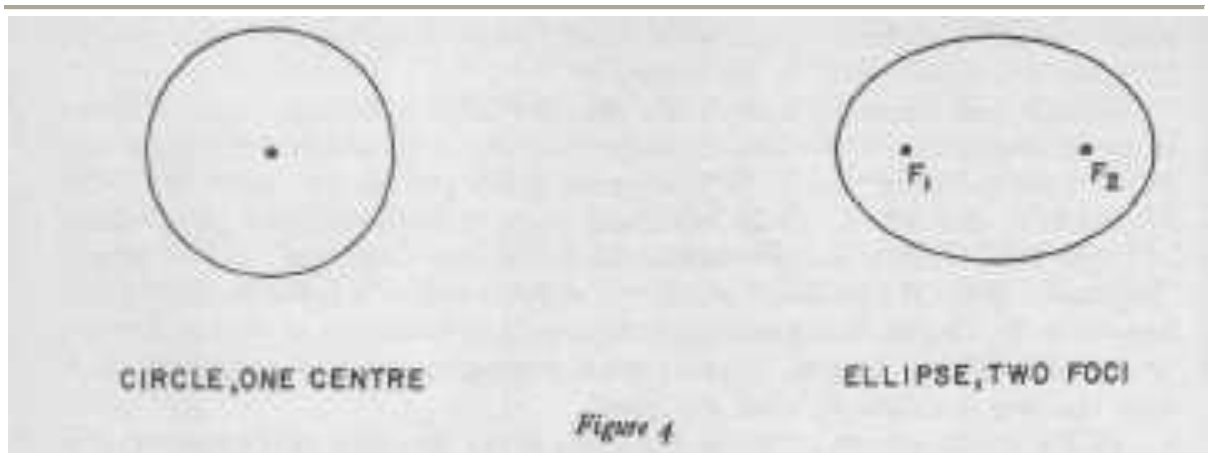 F₁
F₂
CIRCLE, ONE CENTRE
ELLIPSE, TWO FOCI
Figure 4